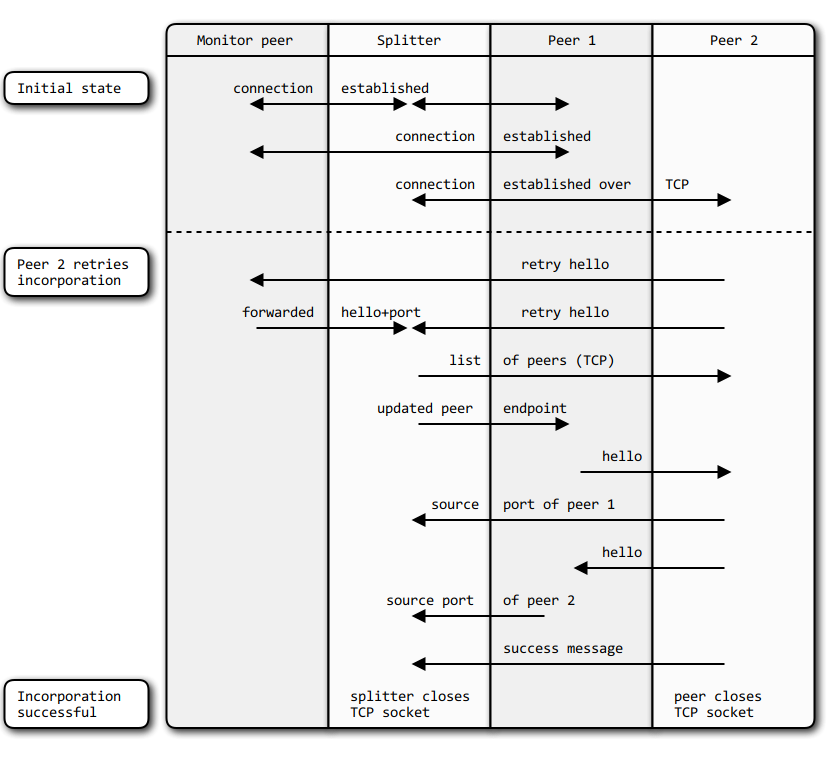 Monitor peer Splitter Peer 1 Peer 2
Initial state
connection established
connection established
connection established over TCP
Peer 2 retries
incorporation
retry hello
forwarded hello+port retry hello
list of peers (TCP)
updated peer endpoint
hello
source port of peer 1
hello
source port of peer 2
success message
Incorporation
successful
splitter closes
TCP socket
peer closes
TCP socket